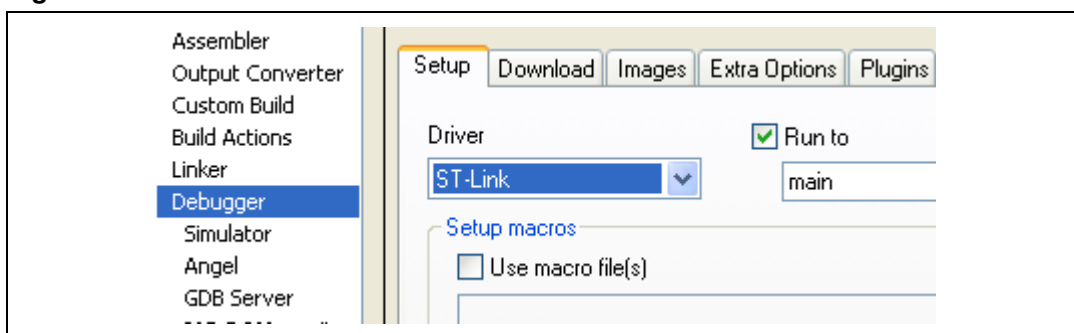 Assembler
Output Converter
Custom Build
Build Actions
Linker
Debugger
Simulator
Angel
GDB Server
Setup Download Images Extra Options Plugins
Driver
Run to
ST-Link
main
Setup macros
Use macro file(s)